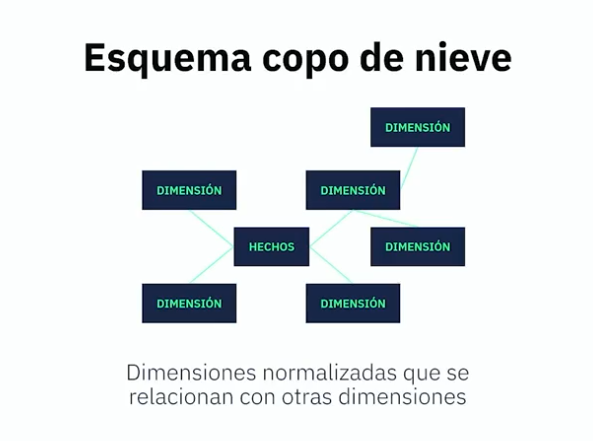 Esquema copo de nieve
DIMENSIÓN
DIMENSIÓN
DIMENSIÓN
HECHOS
DIMENSIÓN
DIMENSIÓN
DIMENSIÓN
Dimensiones normalizadas que se
relacionan con otras dimensiones